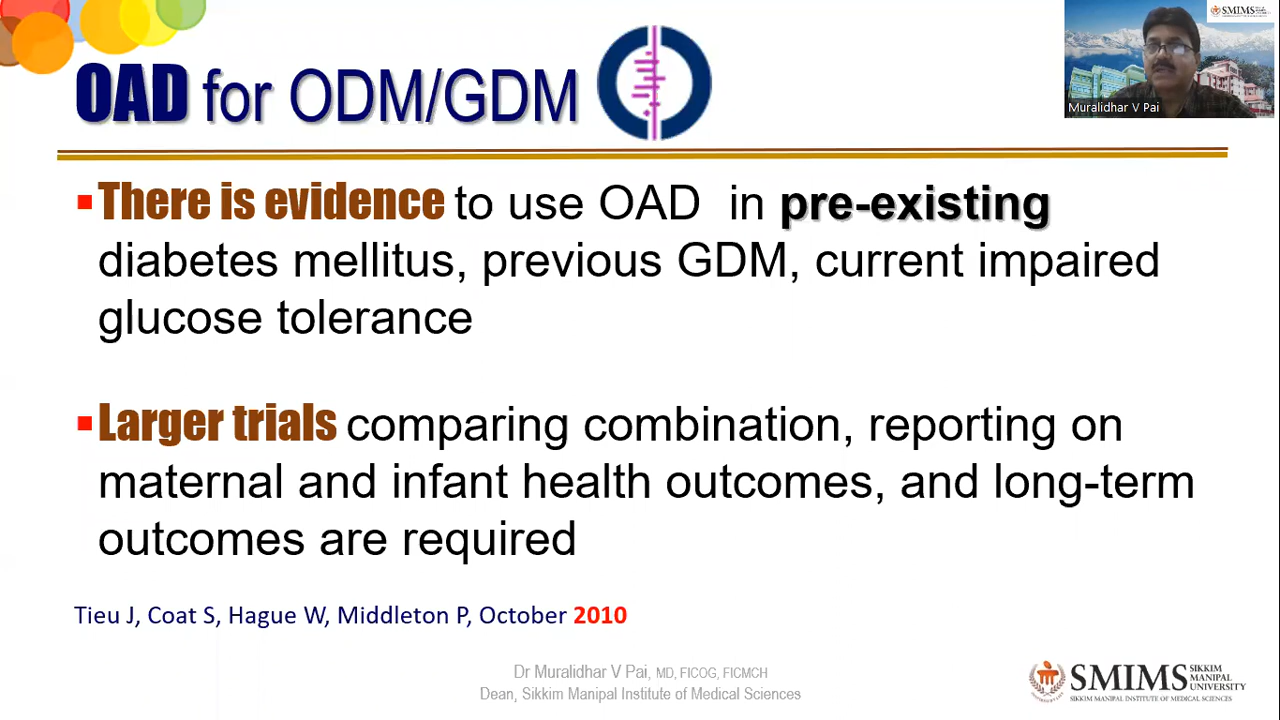 OAD for ODM/GDM
SMIMS
Muralidhar V Pai
There is evidence to use OAD in pre-existing
diabetes mellitus, previous GDM, current impaired
glucose tolerance
Larger trials comparing combination, reporting on
maternal and infant health outcomes, and long-term
outcomes are required
Tieu J, Coat S, Hague W, Middleton P, October 2010
Dr Muralidhar V Pai, MD, FICOG, FICMCH
Dean, Sikkim Manipal Institute of Medical Sciences
SMIMS SIKKIM
MANIPAL
UNIVERSITY
SIKKIM MANIPAL INSTITUTE OF MEDICAL SCIENCES